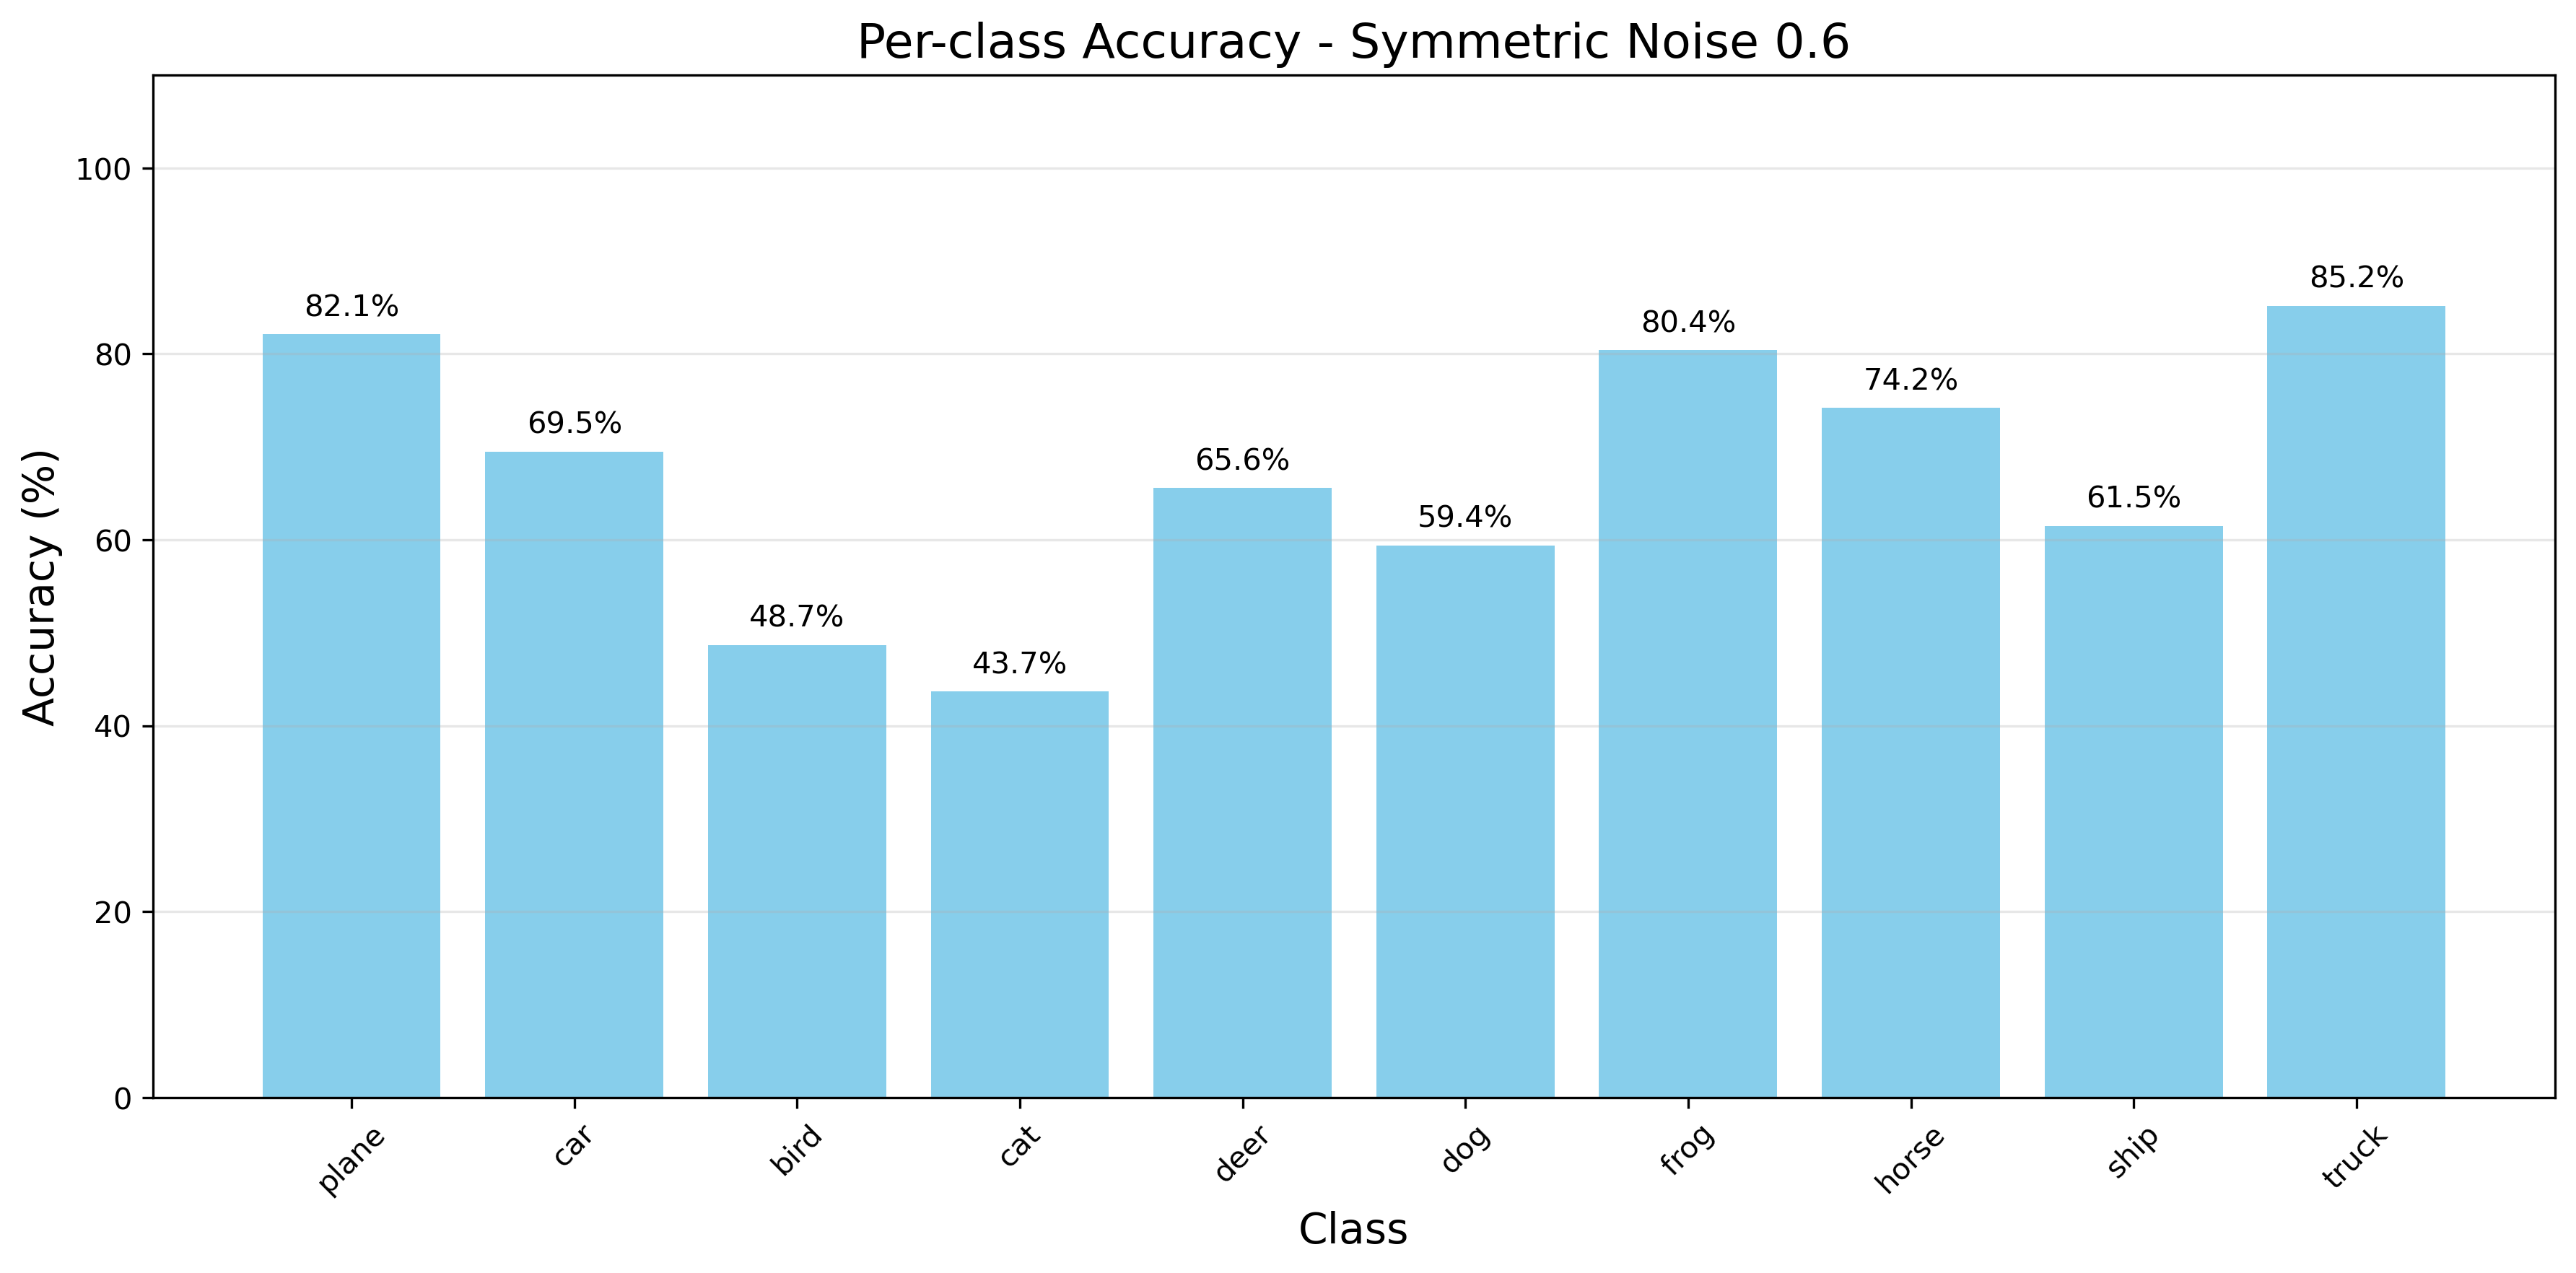 Per-class Accuracy - Symmetric Noise 0.6
Accuracy (%)
100
80
60
40
20
0
82.1%
69.5%
48.7%
43.7%
65.6%
59.4%
80.4%
74.2%
61.5%
85.2%
plane
car
bird
cat
deer
dog
frog
horse
ship
truck
Class